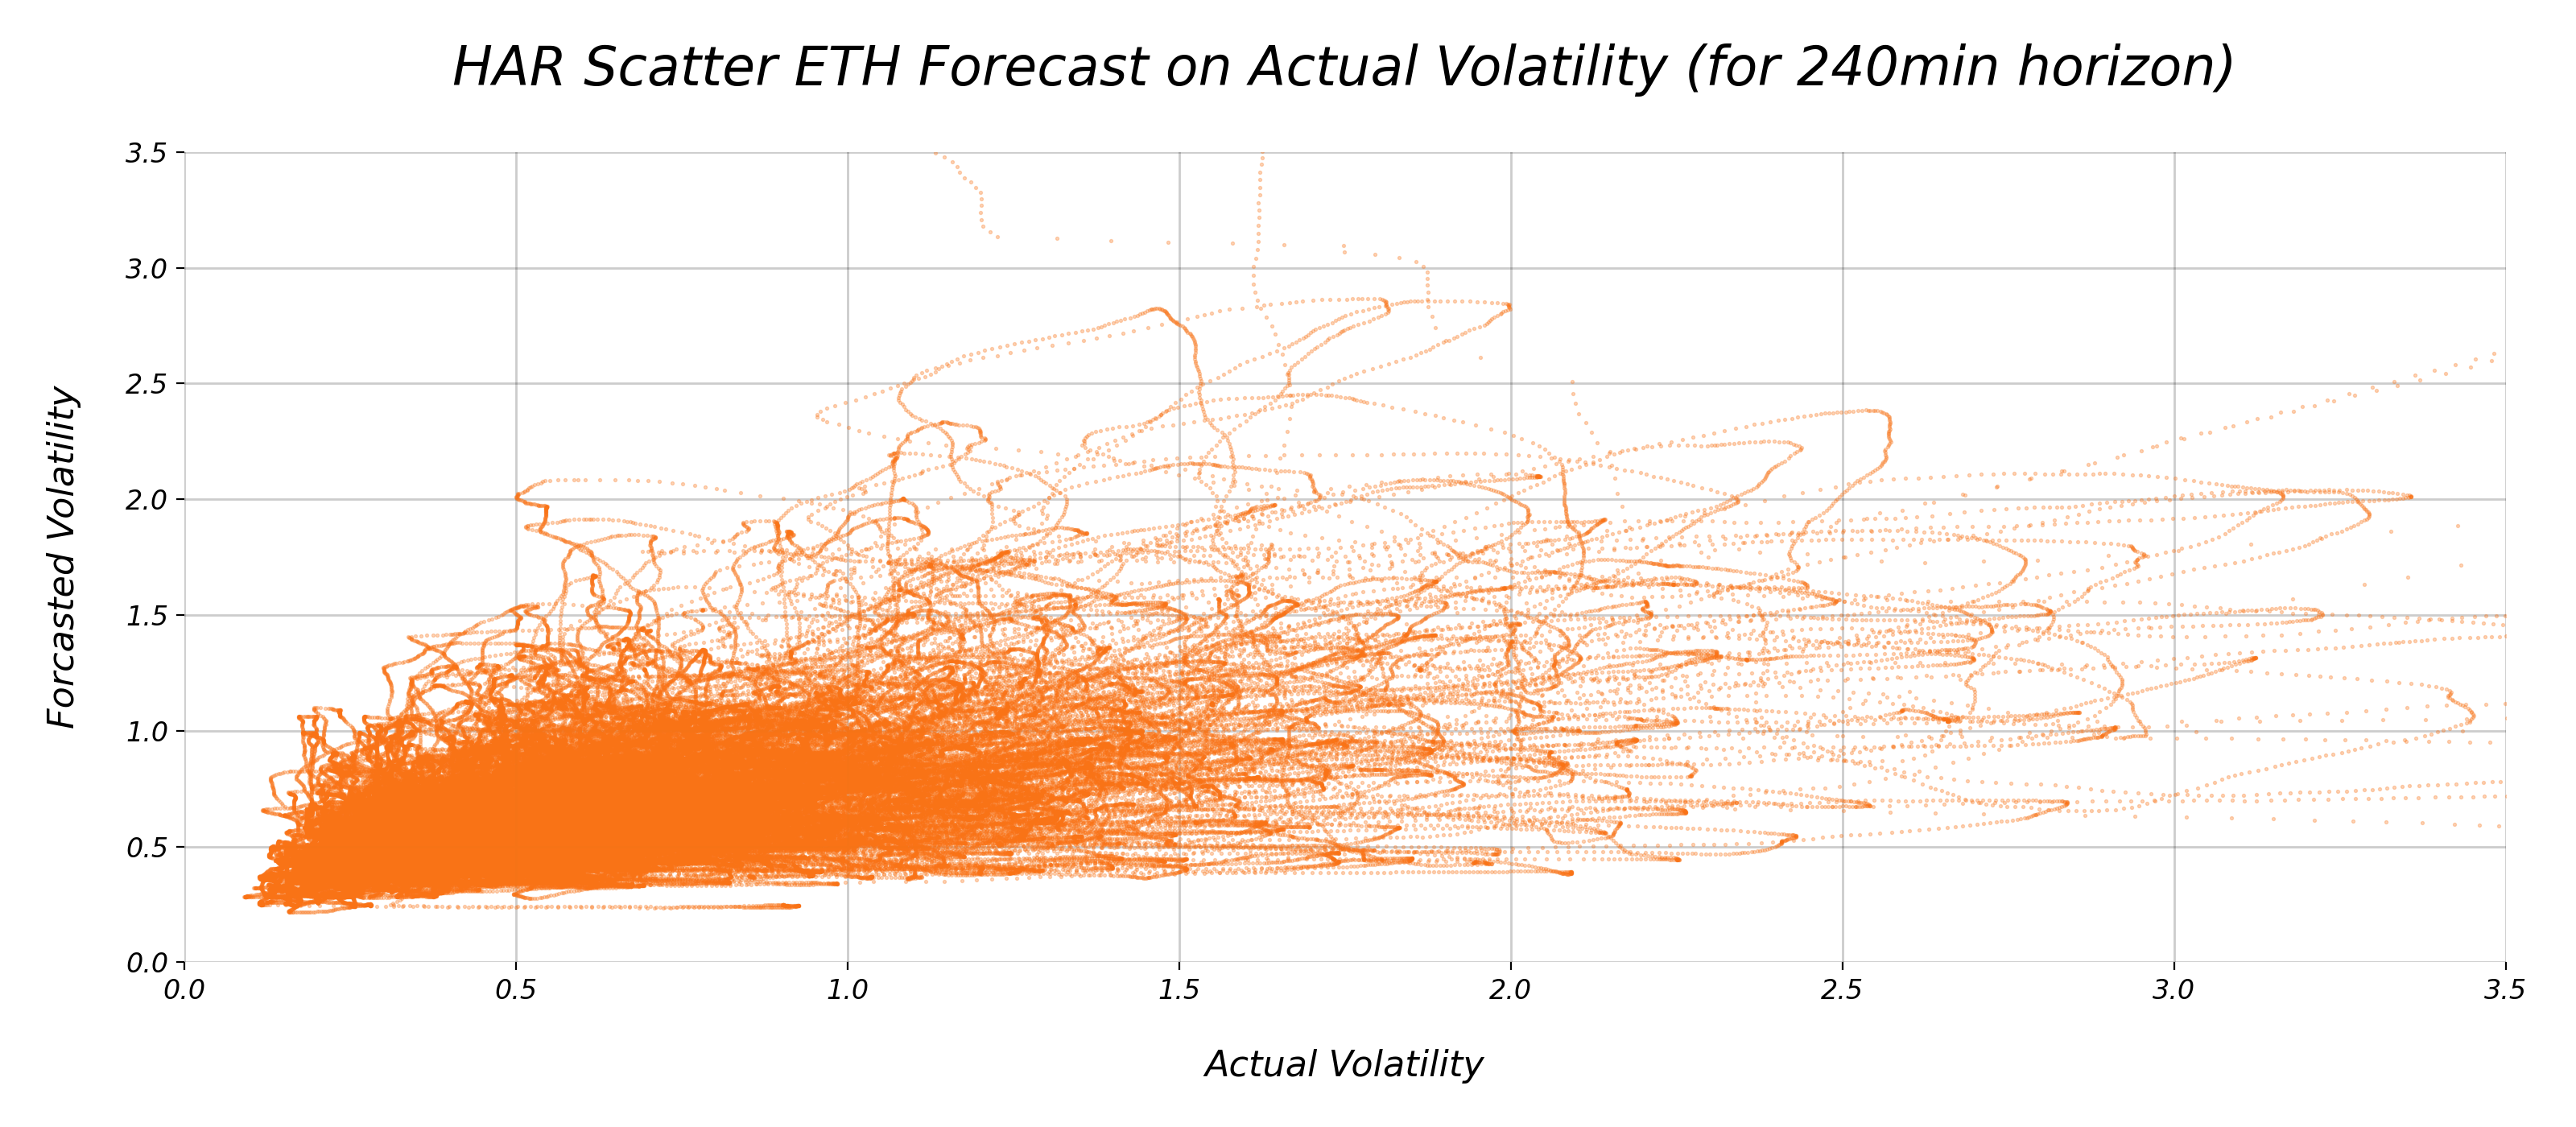 HAR Scatter ETH Forecast on Actual Volatility (for 240min horizon)
Forcasted Volatility
3.5
3.0
2.5
2.0
1.5
1.0
0.5
0.0
0.0 0.5 1.0 1.5 2.0 2.5 3.0 3.5
Actual Volatility